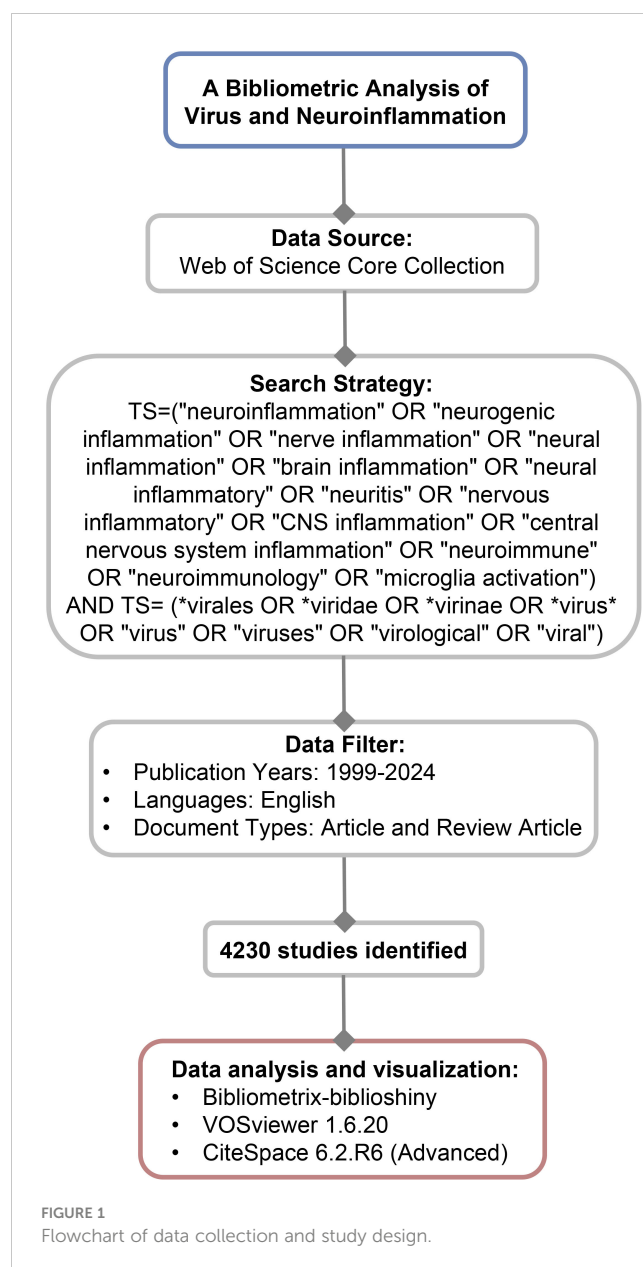 A Bibliometric Analysis of
Virus and Neuroinflammation
Data Source:
Web of Science Core Collection
Search Strategy:
TS=("neuroinflammation" OR "neurogenic
inflammation" OR "nerve inflammation" OR "neural
inflammation" OR "brain inflammation" OR "neural
inflammatory" OR "neuritis" OR "nervous
inflammatory" OR "CNS inflammation" OR "central
nervous system inflammation" OR "neuroimmune"
OR "neuroimmunology" OR "microglia activation")
AND TS= (*virales OR *viridae OR *virinae OR *virus*
OR "virus" OR "viruses" OR "virological" OR "viral")
Data Filter:
• Publication Years: 1999-2024
• Languages: English
• Document Types: Article and Review Article
4230 studies identified
Data analysis and visualization:
• Bibliometrix-biblioshiny
• VOSviewer 1.6.20
• CiteSpace 6.2.R6 (Advanced)
FIGURE 1
Flowchart of data collection and study design.